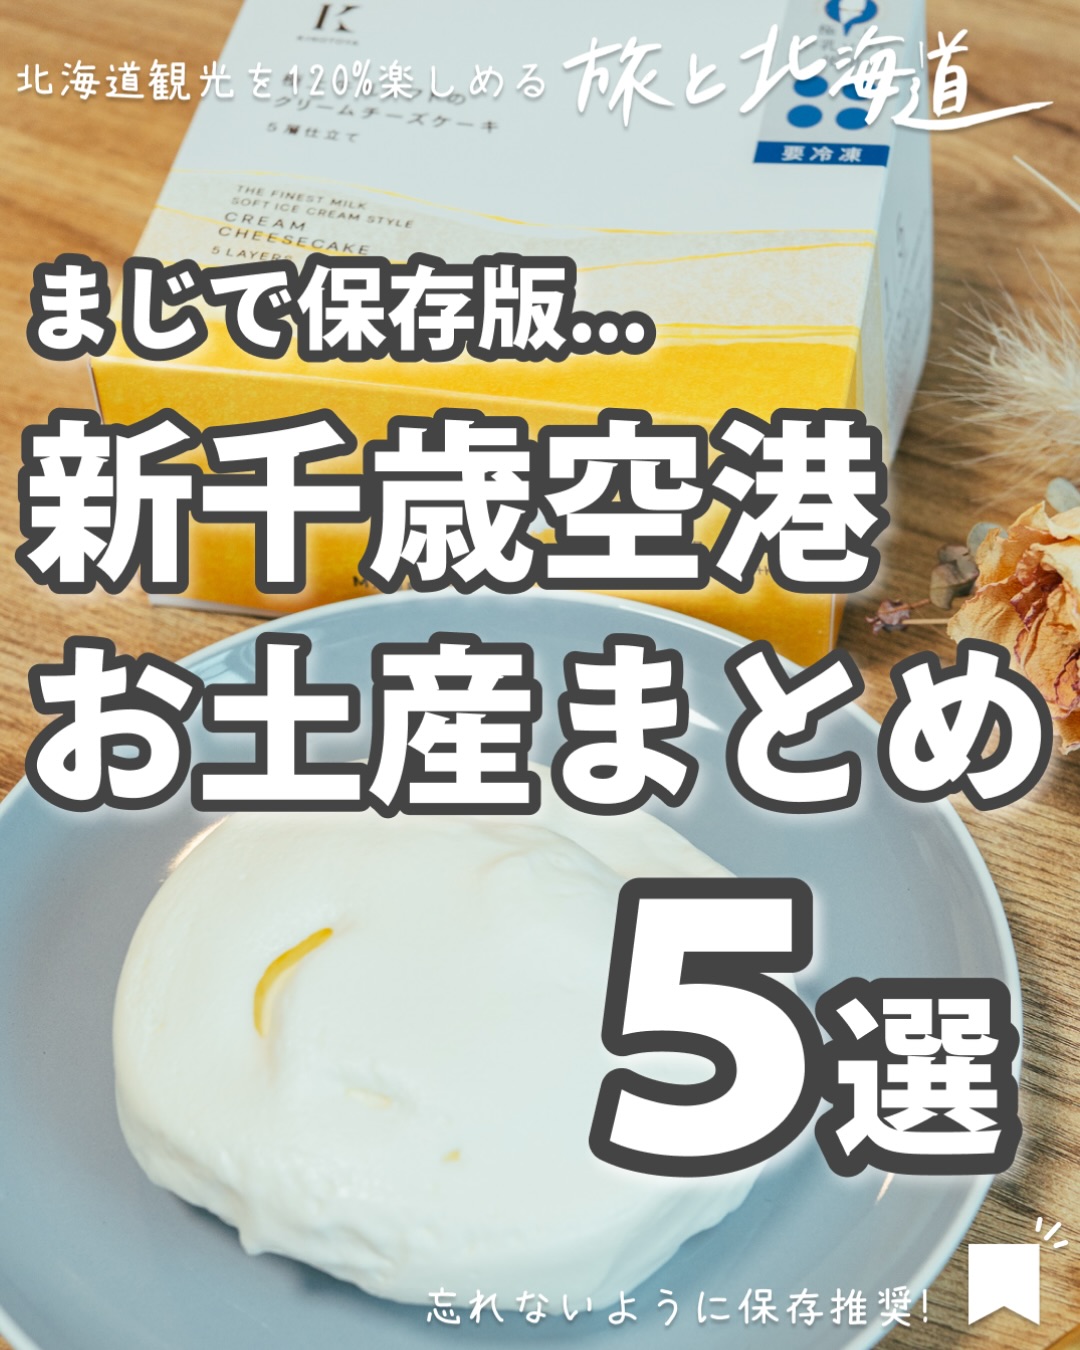 北海道観光を120%楽しめる 旅と北海道
K
KINOTOYA
クリームチーズケーキ
5層仕立て
要冷凍
THE FINEST MILK
SOFT ICE CREAM STYLE
CREAM
CHEESECAKE
5 LAYERS
まじで保存版...
新千歳空港
お土産まとめ
5選
忘れないように保存推奨!